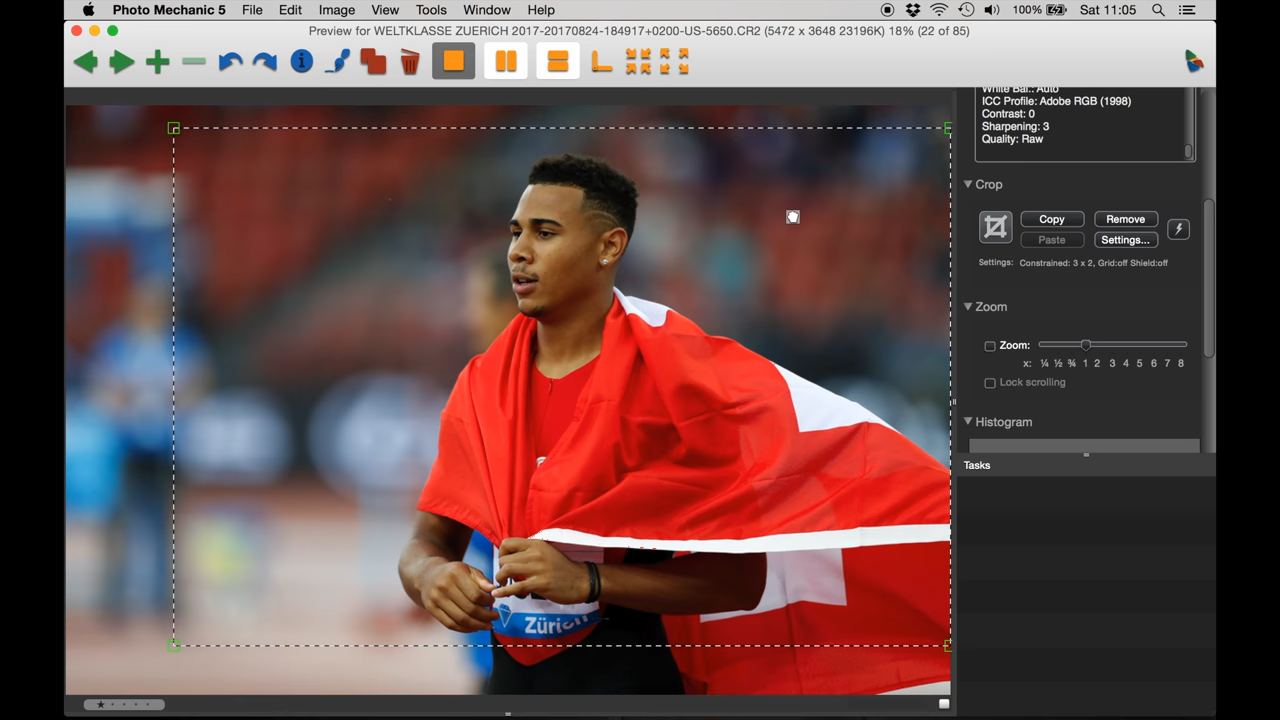 Photo Mechanic 5 File Edit Image View Tools Window Help 100% Sat 11:05
Preview for WELTKLASSE ZUERICH 2017-20170824-184917+0200-US-5650.CR2 (5472 x 3648 23196K) 18% (22 of 85)
White Bal.: Auto
ICC Profile: Adobe RGB (1998)
Contrast: 0
Sharpening: 3
Quality: Raw
Crop
Copy Remove
Paste Settings...
Settings: Constrained: 3 x 2, Grid:off Shield:off
Zoom
Zoom:
x: ¼ ½ ¾ 1 2 3 4 5 6 7 8
Lock scrolling
Histogram
Tasks
Zürich